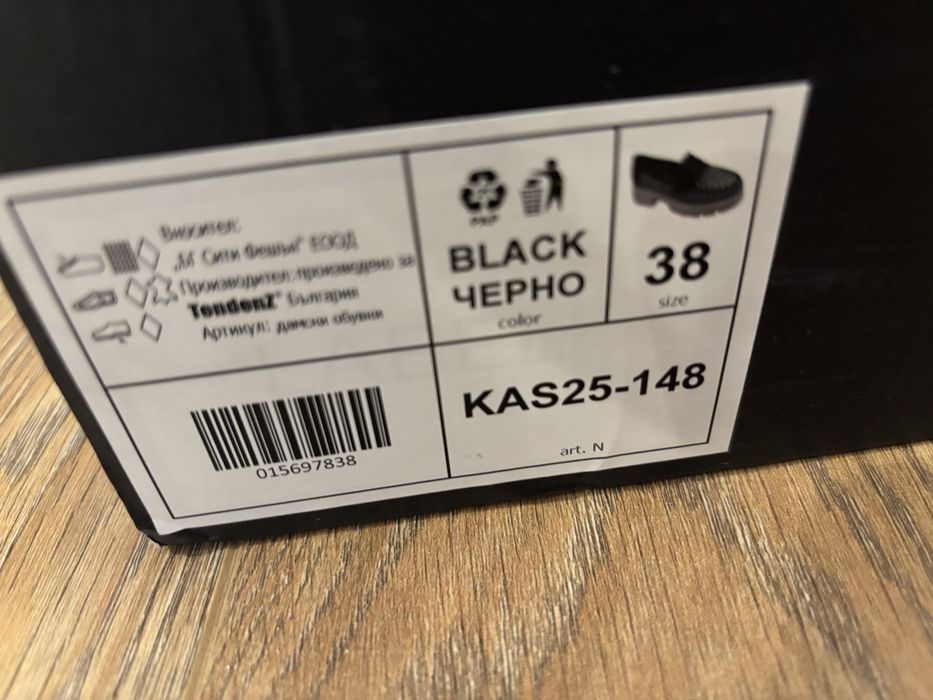 Вносител:
„М Сити Фешън" ЕООД
Производител: произведено за
TendenZ® България
Артикул: дамски обувки
PAP
BLACK
ЧЕРНО
color
38
size
015697838
KAS25-148
art. N